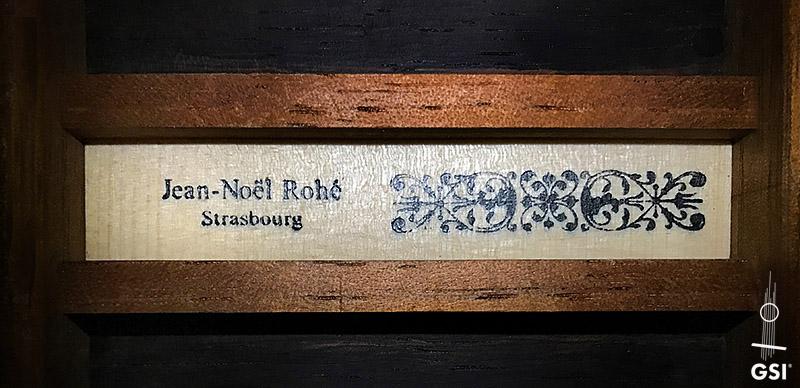 Jean-Noël Rohé
Strasbourg
GSI